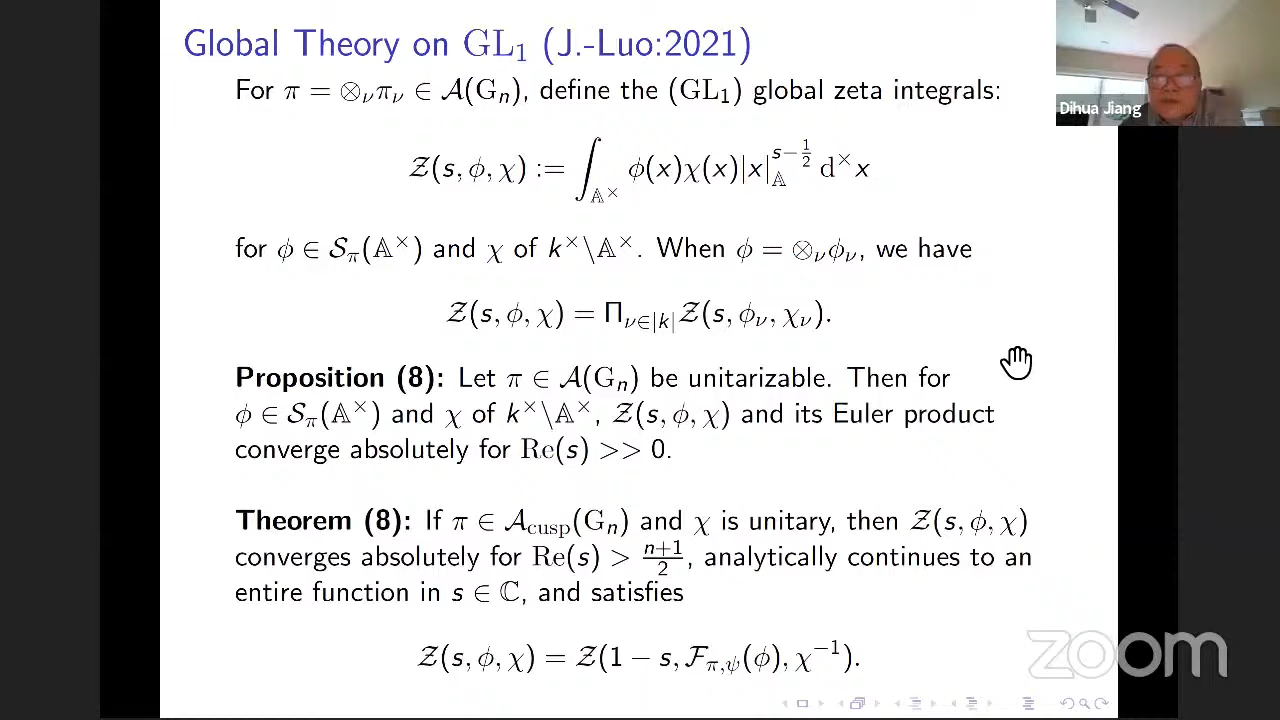 Global Theory on GL₁ (J.-Luo:2021)
For π = ⊗_ν π_ν ∈ 𝒜(G_n), define the (GL₁) global zeta integrals:
𝒵(s, ϕ, χ) := ∫_{𝔸^×} ϕ(x)χ(x)|x|_𝔸^{s−1/2} d^×x
for ϕ ∈ 𝒮_π(𝔸^×) and χ of k^×\𝔸^×. When ϕ = ⊗_ν ϕ_ν, we have
𝒵(s, ϕ, χ) = Π_{ν∈|k|} 𝒵(s, ϕ_ν, χ_ν).
Proposition (8): Let π ∈ 𝒜(G_n) be unitarizable. Then for
ϕ ∈ 𝒮_π(𝔸^×) and χ of k^×\𝔸^×, 𝒵(s, ϕ, χ) and its Euler product
converge absolutely for Re(s) >> 0.
Theorem (8): If π ∈ 𝒜_cusp(G_n) and χ is unitary, then 𝒵(s, ϕ, χ)
converges absolutely for Re(s) > (n+1)/2, analytically continues to an
entire function in s ∈ ℂ, and satisfies
𝒵(s, ϕ, χ) = 𝒵(1 − s, ℱ_{π,ψ}(ϕ), χ^{−1}).
Dihua Jiang
zoom